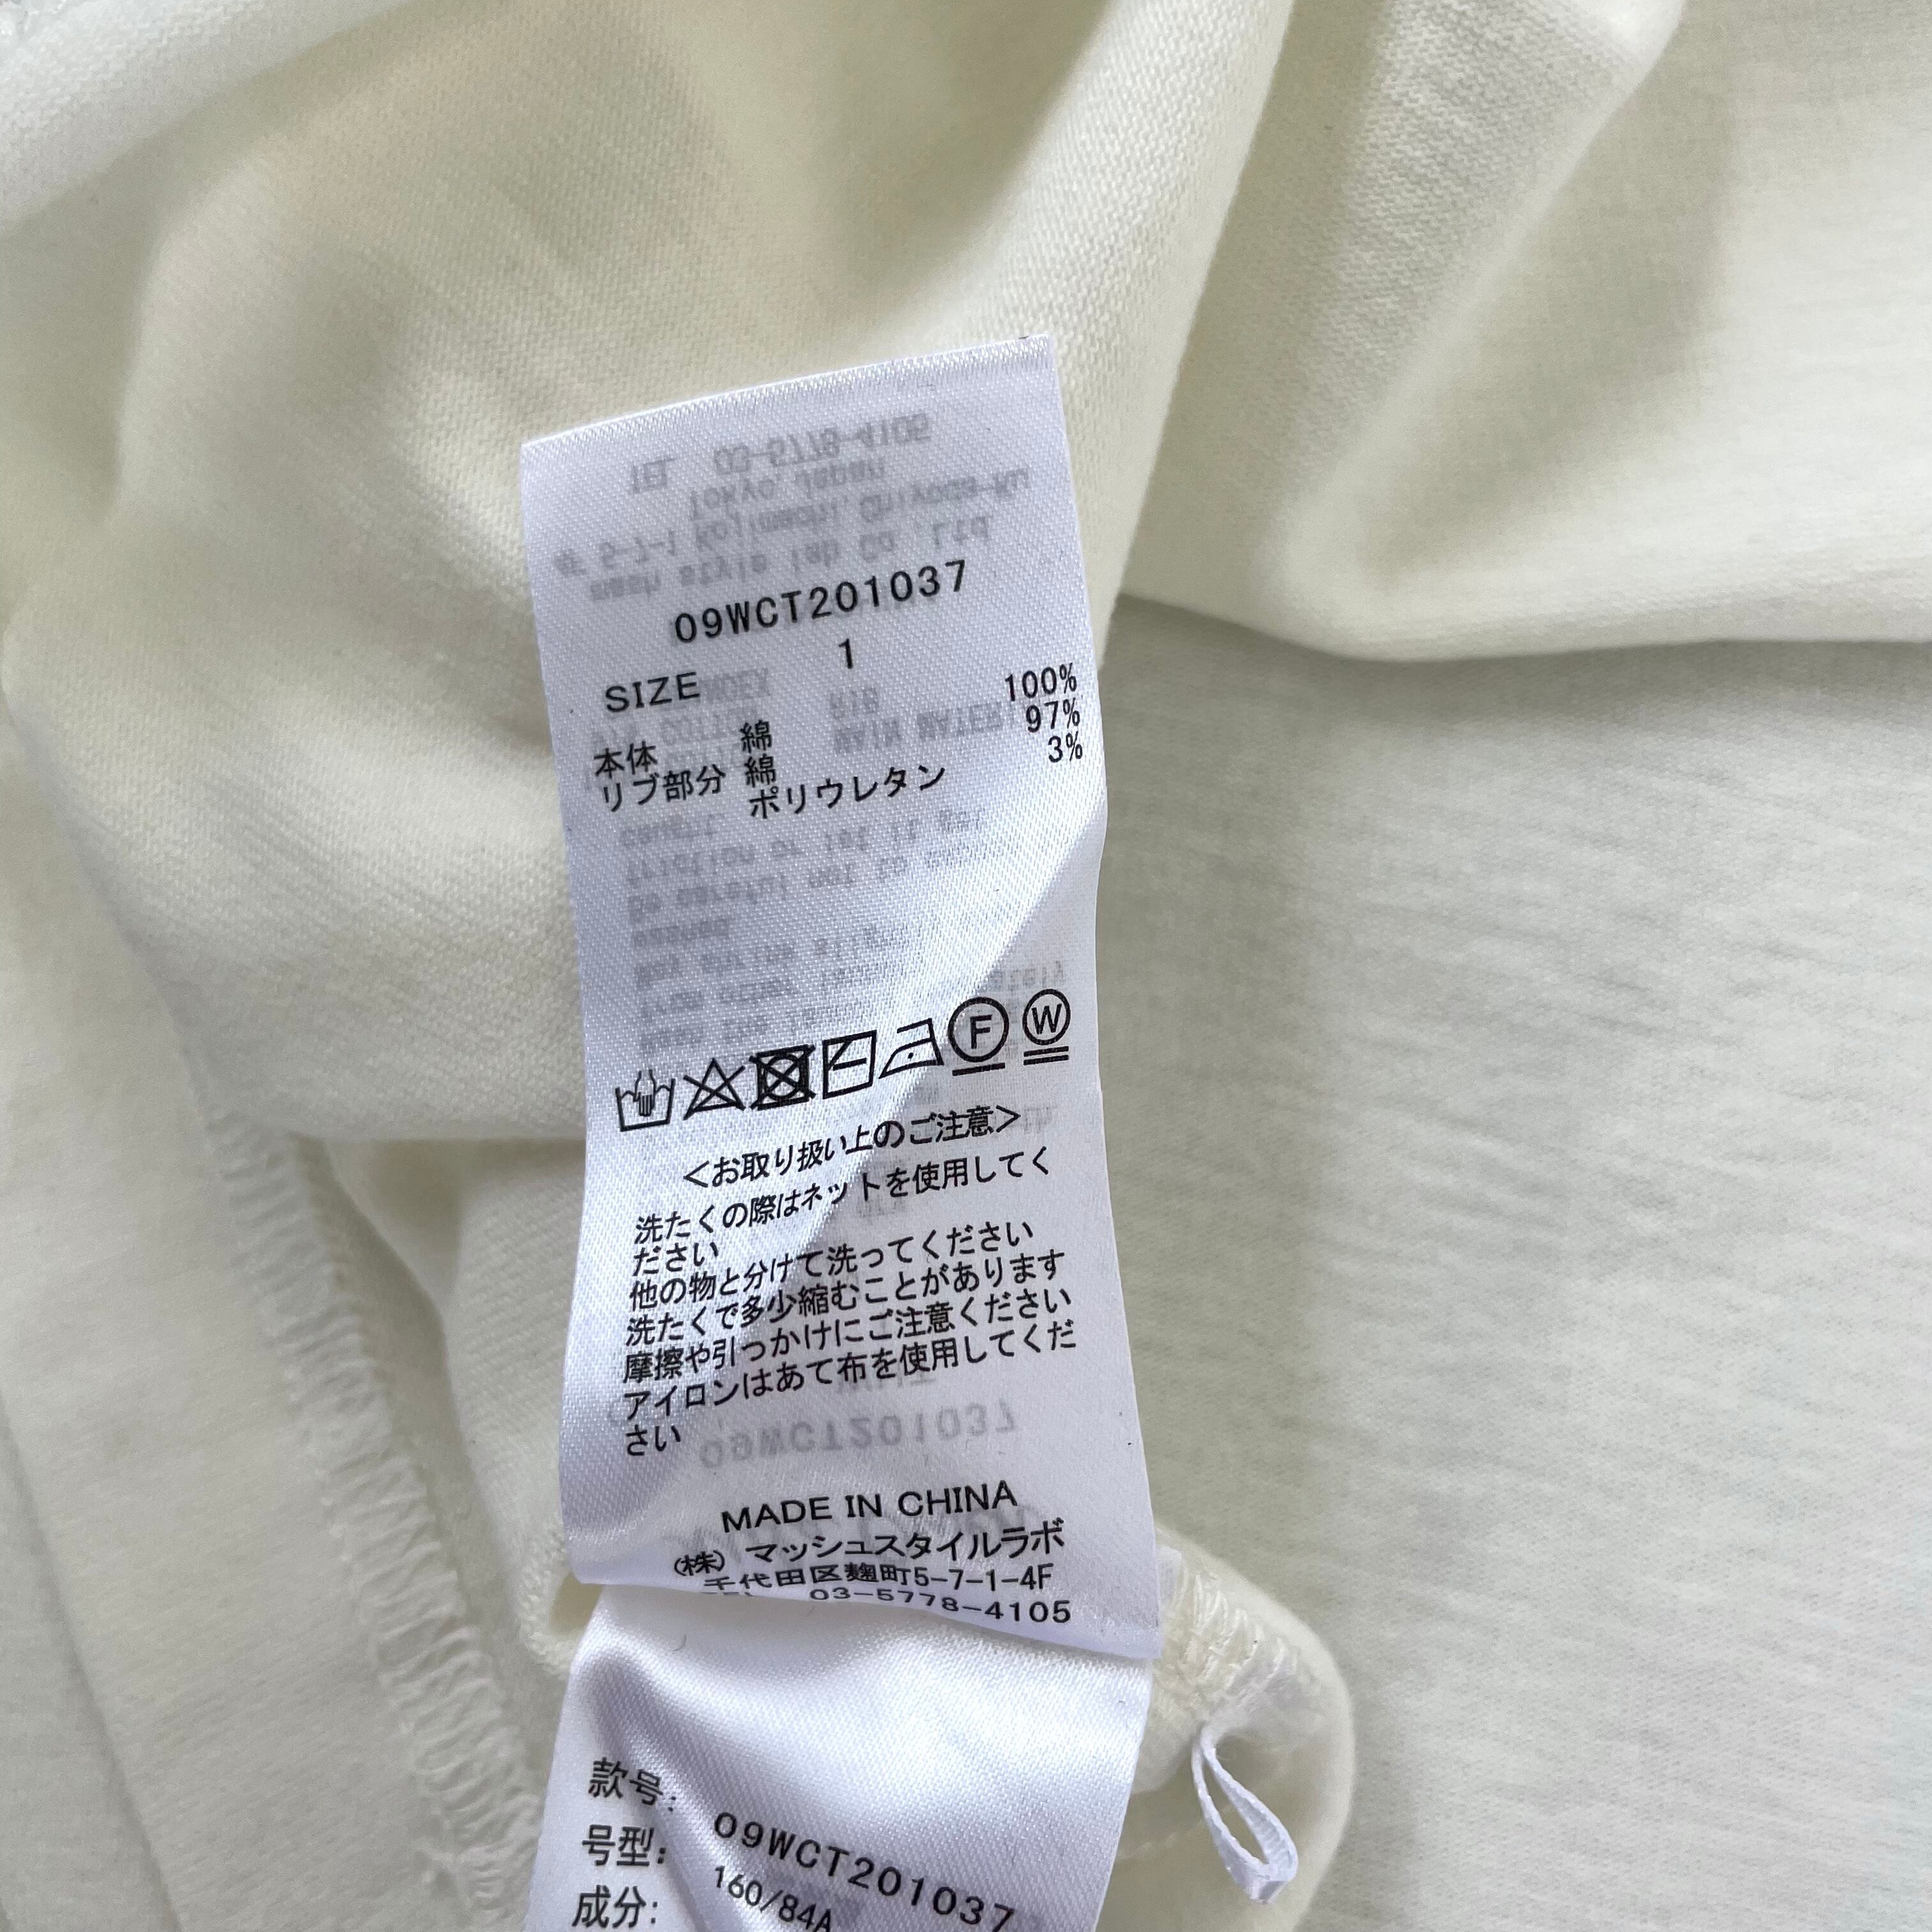 09WCT201037
SIZE 1
本体 綿 100%
リブ部分 綿 97%
ポリウレタン 3%
F W
<お取り扱い上のご注意>
洗たくの際はネットを使用してく
ださい
他の物と分けて洗ってください
洗たくで多少縮むことがあります
摩擦や引っかけにご注意ください
アイロンはあて布を使用してくだ
さい
MADE IN CHINA
(株) マッシュスタイルラボ
千代田区麹町5-7-1-4F
TEL 03-5778-4105
款号: 09WCT201037
号型: 160/84A
成分: